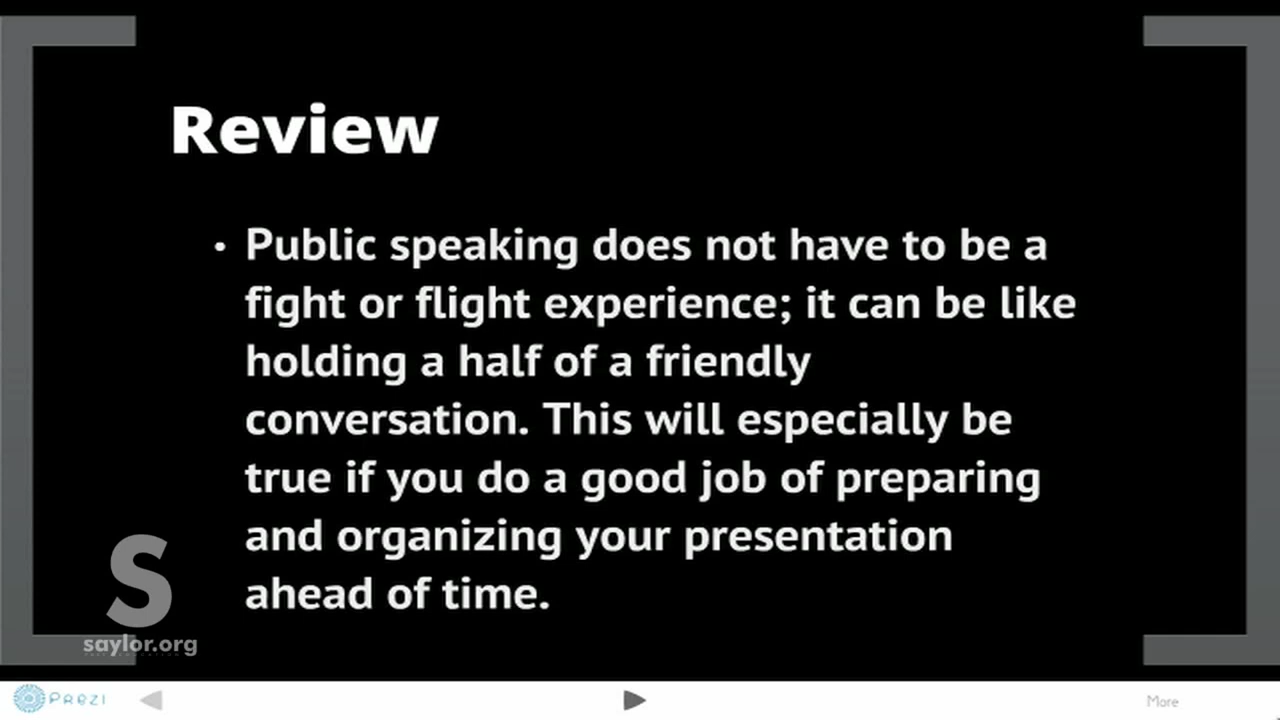 Review
• Public speaking does not have to be a
fight or flight experience; it can be like
holding a half of a friendly
conversation. This will especially be
true if you do a good job of preparing
and organizing your presentation
ahead of time.
S
saylor.org
Prezi
More